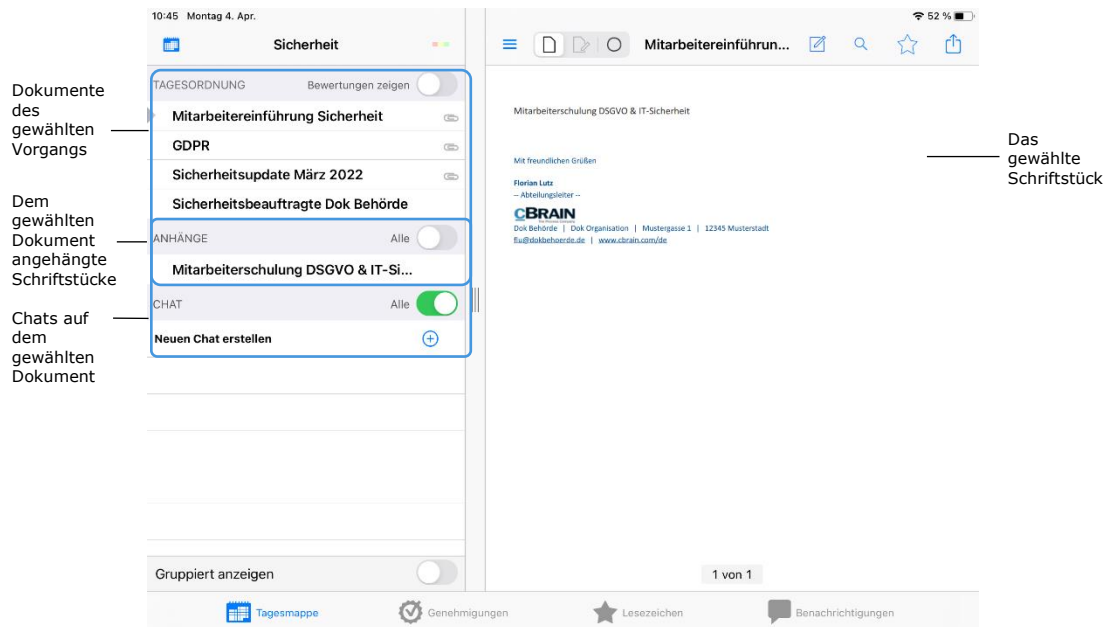 10:45 Montag 4. Apr.
52 %
Sicherheit
Mitarbeitereinführun...
Dokumente
des
gewählten
Vorgangs
Dem
gewählten
Dokument
angehängte
Schriftstücke
Chats auf
dem
gewählten
Dokument
TAGESORDNUNG Bewertungen zeigen
Mitarbeitereinführung Sicherheit
GDPR
Sicherheitsupdate März 2022
Sicherheitsbeauftragte Dok Behörde
ANHÄNGE Alle
Mitarbeiterschulung DSGVO & IT-Si...
CHAT Alle
Neuen Chat erstellen
Gruppiert anzeigen
Mitarbeiterschulung DSGVO & IT-Sicherheit
Mit freundlichen Grüßen
Florian Lutz
-- Abteilungsleiter --
CBRAIN
Dok Behörde | Dok Organisation | Mustergasse 1 | 12345 Musterstadt
flu@dokbehoerde.de | www.cbrain.com/de
Das
gewählte
Schriftstück
1 von 1
Tagesmappe Genehmigungen Lesezeichen Benachrichtigungen